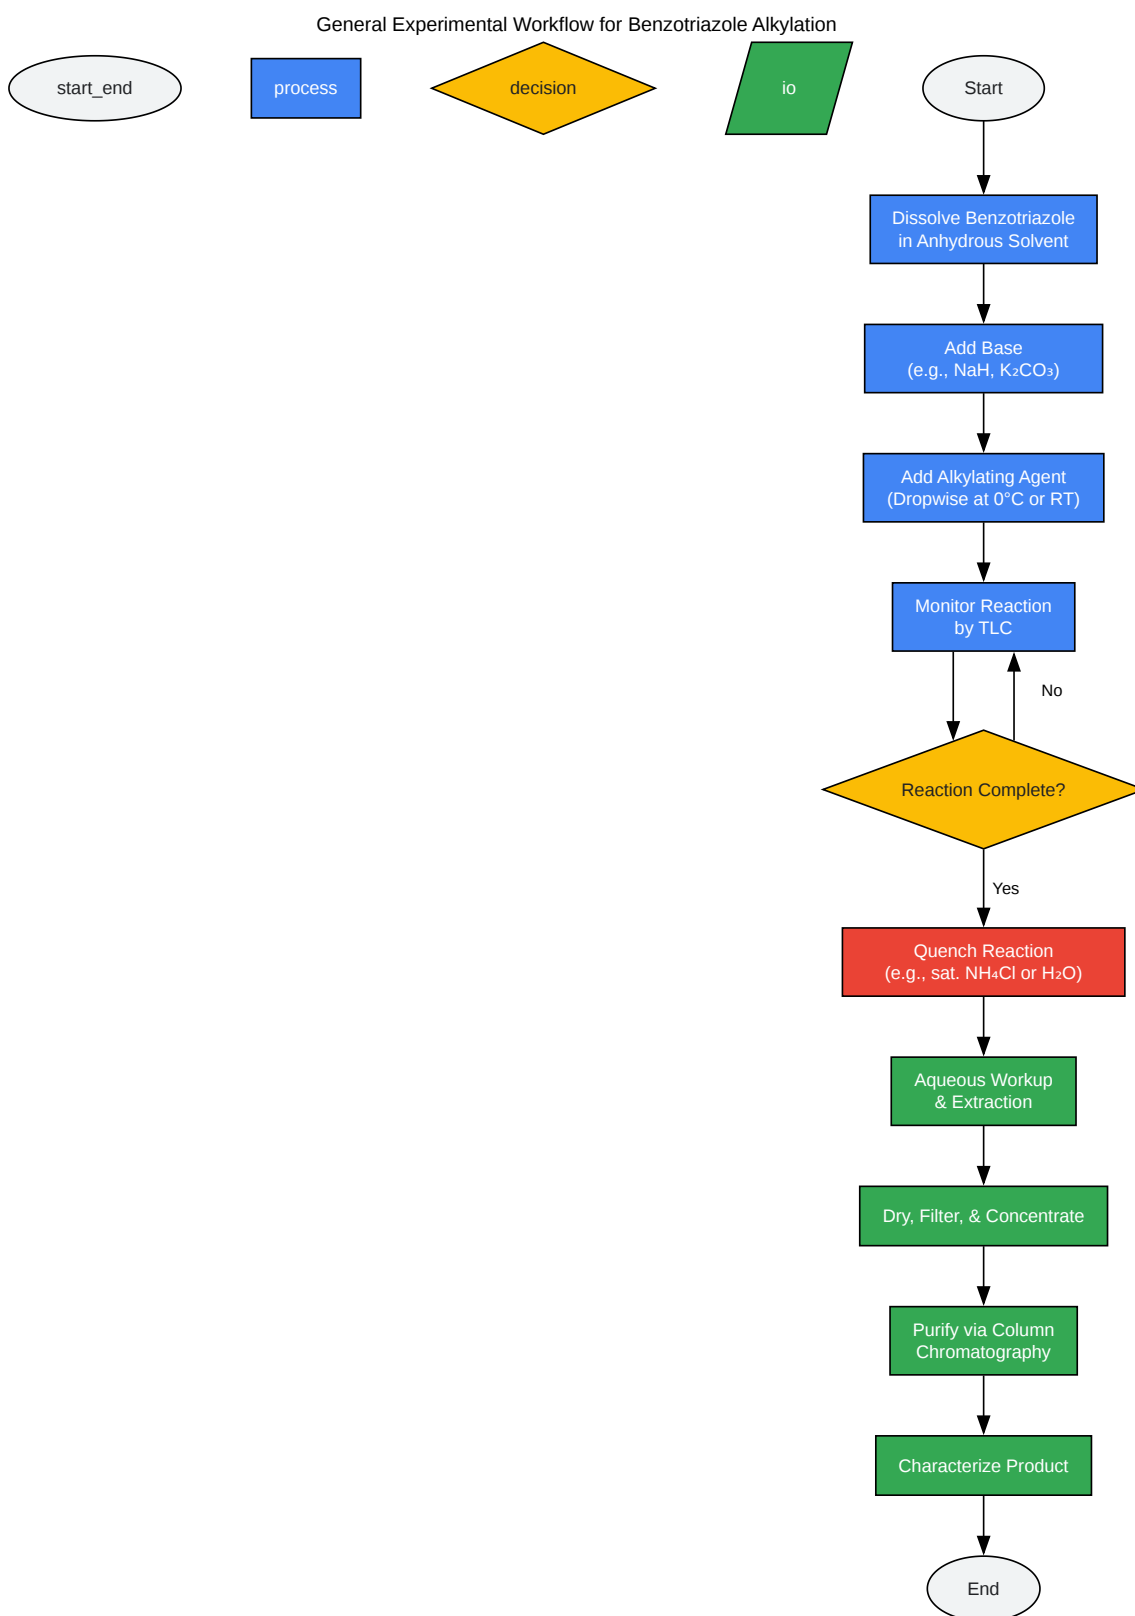 General Experimental Workflow for Benzotriazole Alkylation
start_end
process
decision
io
Start
Dissolve Benzotriazole
in Anhydrous Solvent
Add Base
(e.g., NaH, K₂CO₃)
Add Alkylating Agent
(Dropwise at 0°C or RT)
Monitor Reaction
by TLC
No
Reaction Complete?
Yes
Quench Reaction
(e.g., sat. NH₄Cl or H₂O)
Aqueous Workup
& Extraction
Dry, Filter, & Concentrate
Purify via Column
Chromatography
Characterize Product
End